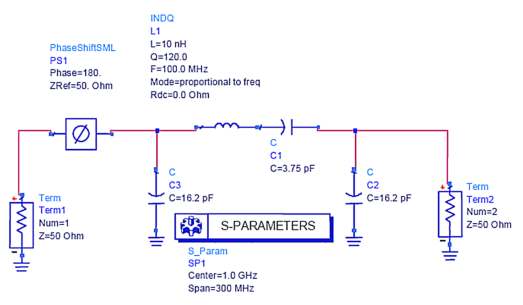 INDQ
L1
L=10 nH
Q=120.0
F=100.0 MHz
Mode=proportional to freq
Rdc=0.0 Ohm
PhaseShiftSML
PS1
Phase=180.
ZRef=50. Ohm
C
C1
C=3.75 pF
C
C3
C=16.2 pF
C
C2
C=16.2 pF
Term
Term1
Num=1
Z=50 Ohm
Term
Term2
Num=2
Z=50 Ohm
S-PARAMETERS
S_Param
SP1
Center=1.0 GHz
Span=300 MHz